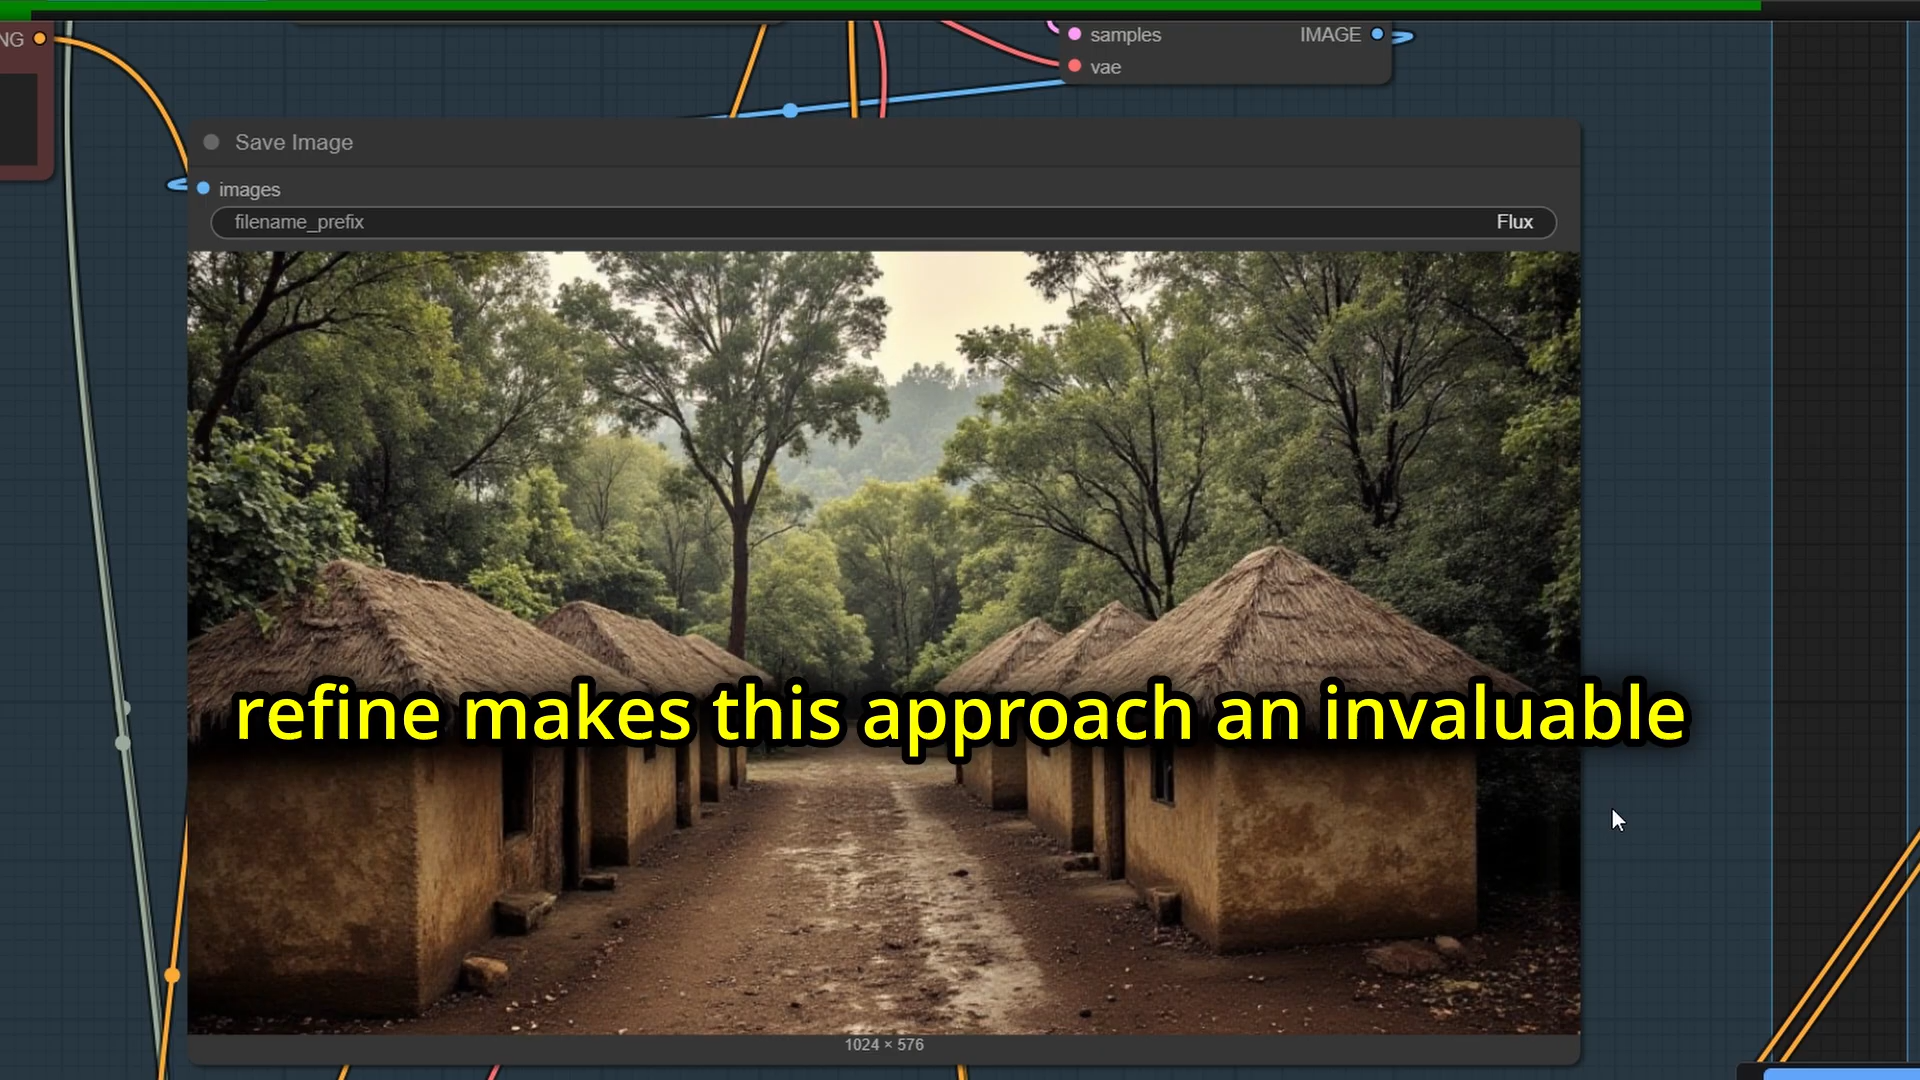 NG
samples IMAGE
vae
Save Image
images
filename_prefix Flux
refine makes this approach an invaluable
1024 × 576